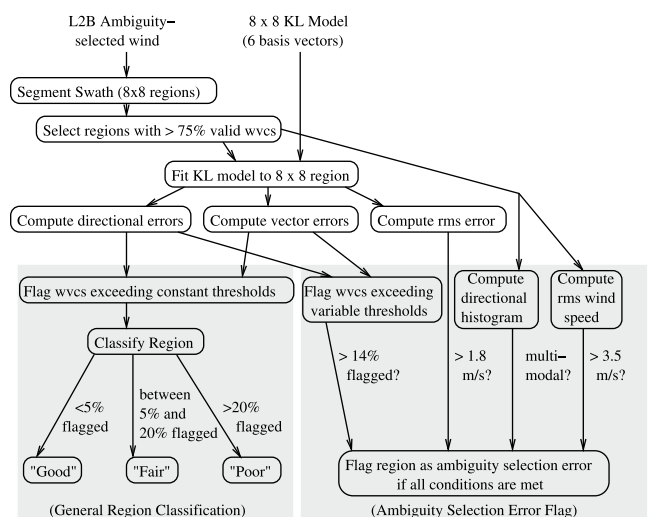 L2B Ambiguity−
selected wind
8 x 8 KL Model
(6 basis vectors)
Segment Swath (8x8 regions)
Select regions with > 75% valid wvcs
Fit KL model to 8 x 8 region
Compute directional errors
Compute vector errors
Compute rms error
Flag wvcs exceeding constant thresholds
Flag wvcs exceeding
variable thresholds
Compute
directional
histogram
Compute
rms wind
speed
Classify Region
> 14%
flagged?
> 1.8
m/s?
multi−
modal?
> 3.5
m/s?
<5%
flagged
between
5% and
20% flagged
>20%
flagged
"Good"
"Fair"
"Poor"
Flag region as ambiguity selection error
if all conditions are met
(General Region Classification)
(Ambiguity Selection Error Flag)